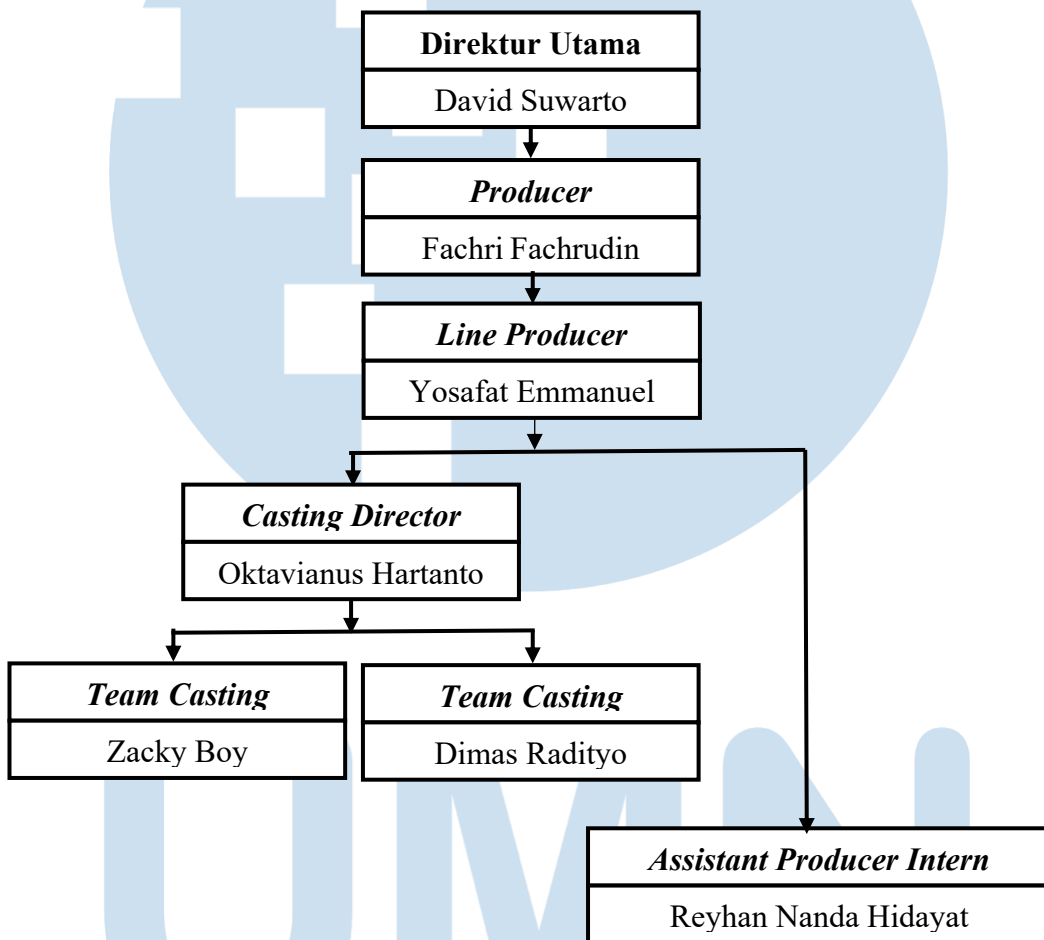 Direktur Utama
David Suwarto
Producer
Fachri Fachrudin
Line Producer
Yosafat Emmanuel
Casting Director
Oktavianus Hartanto
Team Casting
Zacky Boy
Team Casting
Dimas Radityo
Assistant Producer Intern
Reyhan Nanda Hidayat
UMN